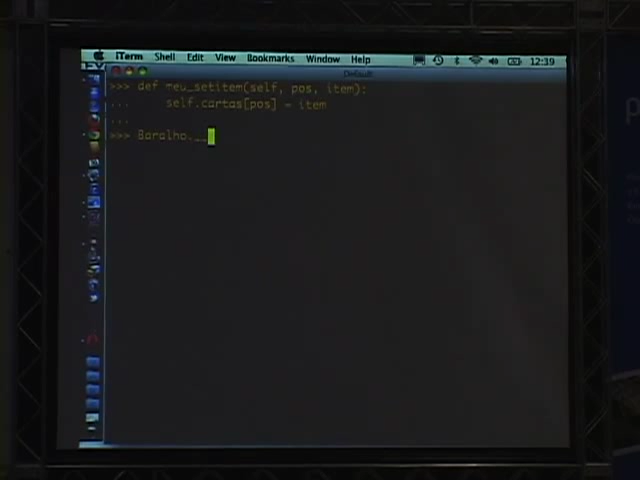 iTerm Shell Edit View Bookmarks Window Help 12:39
Default
>>> def meu_setitem(self, pos, item):
... self.cartas[pos] = item
...
>>> Baralho.__